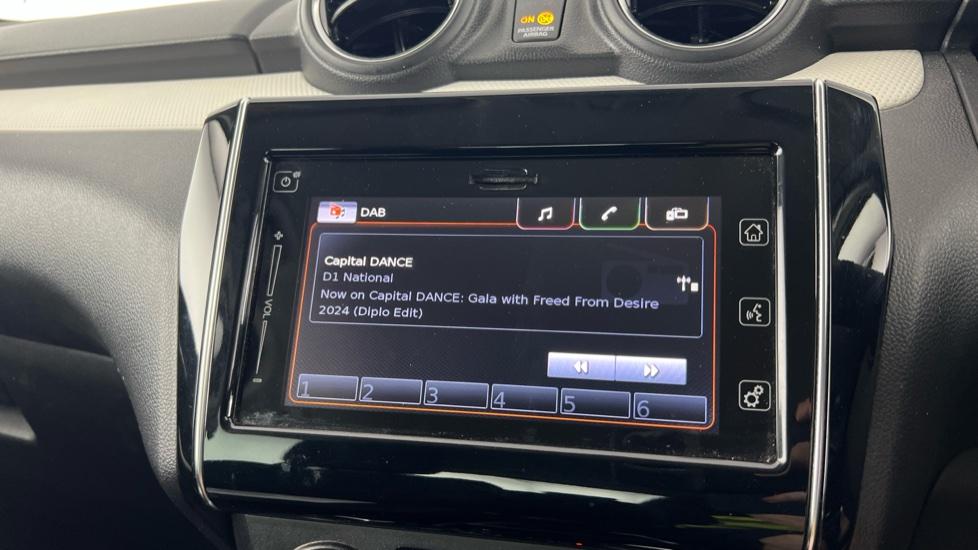 ON
PASSENGER
AIRBAG
DAB
Capital DANCE
D1 National
Now on Capital DANCE: Gala with Freed From Desire
2024 (Diplo Edit)
+
VOL
-
1 2 3 4 5 6